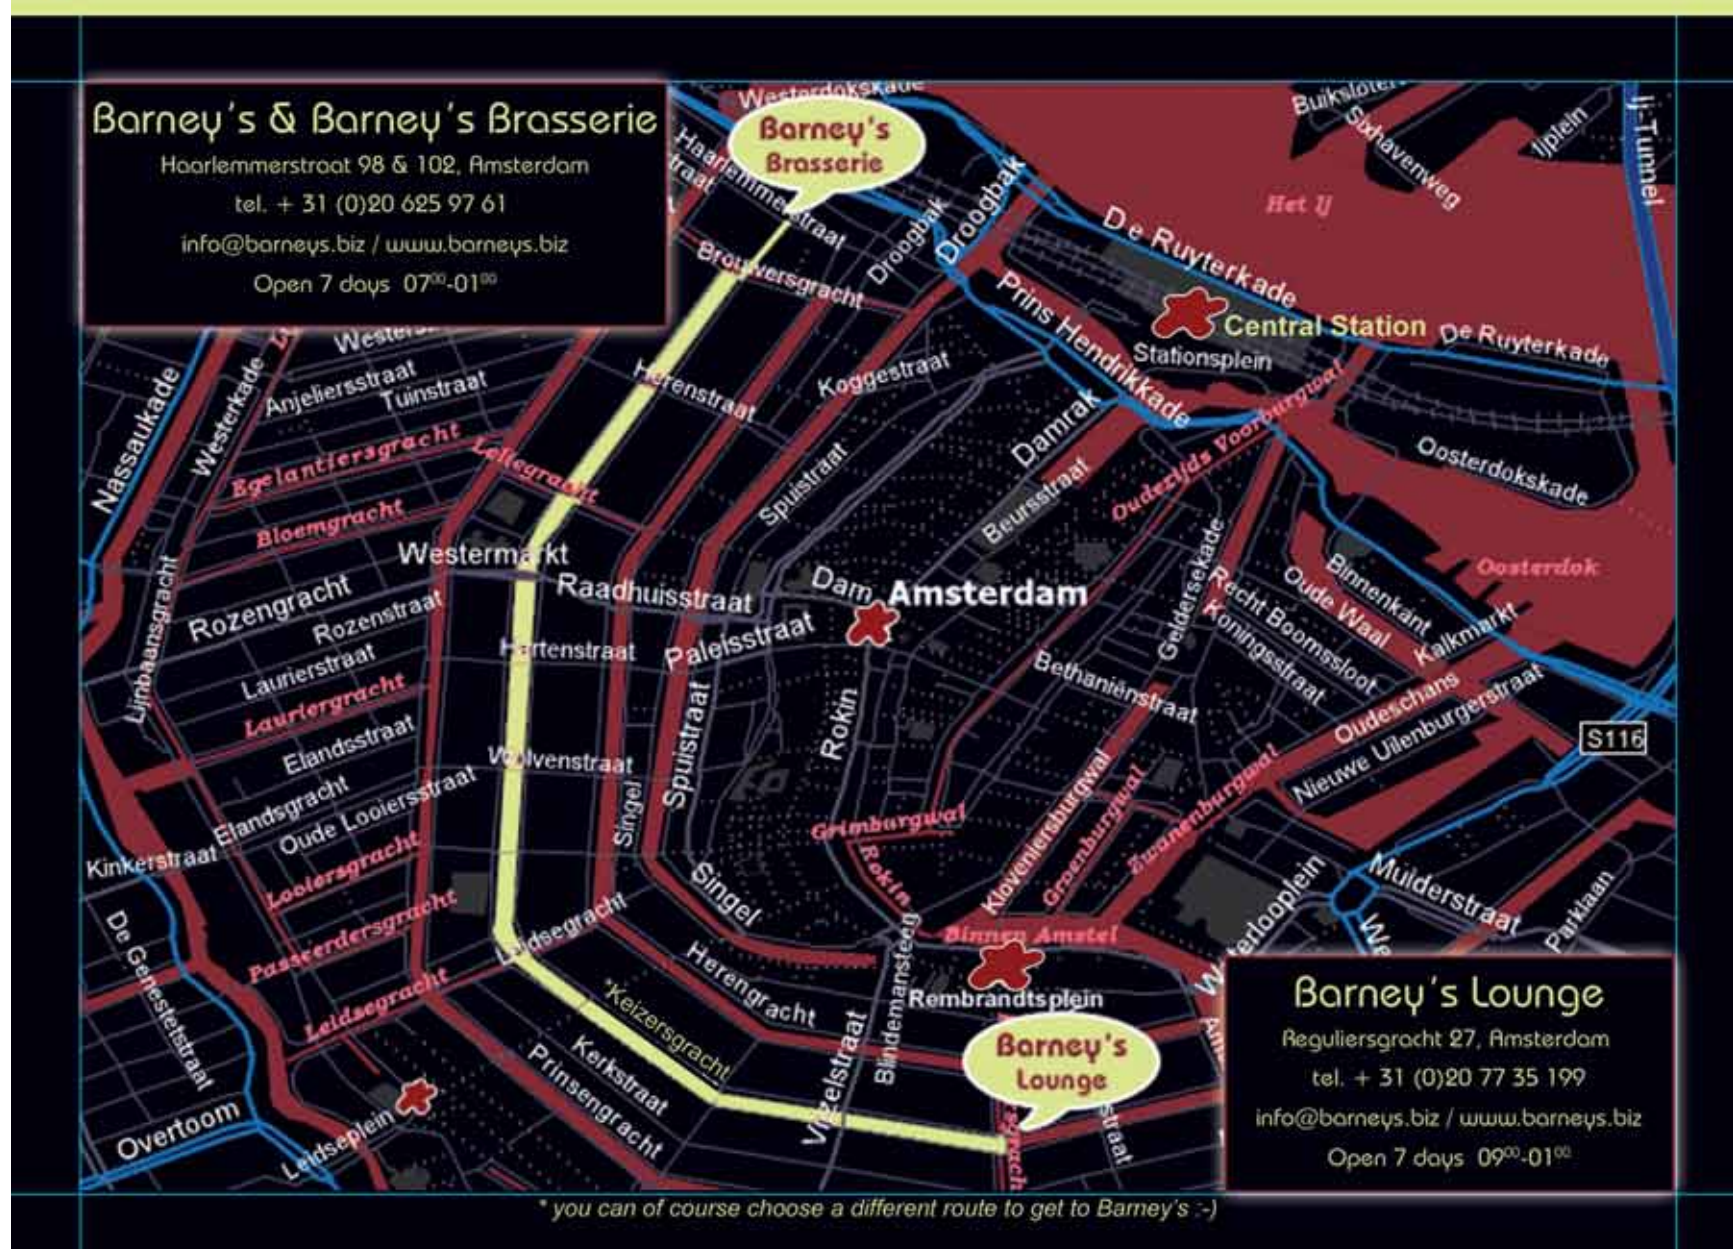 Barney's & Barney's Brasserie
Haarlemmerstraat 98 & 102, Amsterdam
tel. + 31 (0)20 625 97 61
info@barneys.biz / www.barneys.biz
Open 7 days 07⁰⁰-01⁰⁰
Westerdokskade
Barney's
Brasserie
Haarlemmerstraat
Brouwersgracht
Droogbak
Droogbak
De Ruyterkade
Prins Hendrikkade
Central Station
Stationsplein
De Ruyterkade
Het IJ
Sixhavenweg
Ijplein
Ij-Tunnel
Nassaukade
Westerkade
Anjeliersstraat
Tuinstraat
Egelantiersgracht
Leliegracht
Bloemgracht
Herenstraat
Koggestraat
Spuistraat
Damrak
Beursstraat
Oudezijds Voorburgwal
Oosterdokskade
Oosterdok
Westermarkt
Raadhuisstraat
Dam
Amsterdam
Rozengracht
Rozenstraat
Lijnbaansgracht
Laurierstraat
Lauriergracht
Hartenstraat
Paleisstraat
Geldersekade
Recht Boomssloot
Koningsstraat
Oude Waal
Binnenkant
Kalkmarkt
Bethaniënstraat
Oudeschans
Nieuwe Uilenburgerstraat
S116
Elandsstraat
Elandsgracht
Oude Looiersstraat
Looiersgracht
Wolvenstraat
Singel
Spuistraat
Rokin
Grimburgwal
Rokin
Kloveniersburgwal
Groenburgwal
Zwanenburgwal
Kinkerstraat
Passeerdersgracht
Leidsegracht
Leidsegracht
Singel
Herengracht
Binnen Amstel
Rembrandtsplein
Waterlooplein
Muiderstraat
Parklaan
De Genestetstraat
*Keizersgracht
Kerkstraat
Prinsengracht
Vijzelstraat
Blindemansteeg
Barney's
Lounge
Overtoom
Leidseplein
Barney's Lounge
Reguliersgracht 27, Amsterdam
tel. + 31 (0)20 77 35 199
info@barneys.biz / www.barneys.biz
Open 7 days 09⁰⁰-01⁰⁰
* you can of course choose a different route to get to Barney's :-)